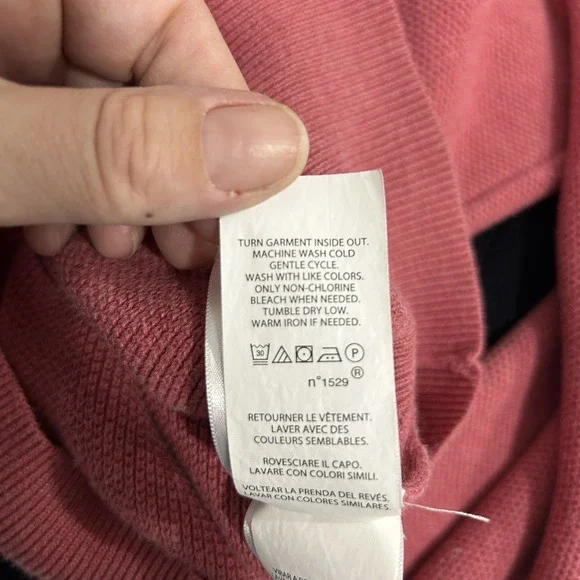 TURN GARMENT INSIDE OUT.
MACHINE WASH COLD
GENTLE CYCLE.
WASH WITH LIKE COLORS.
ONLY NON-CHLORINE
BLEACH WHEN NEEDED.
TUMBLE DRY LOW.
WARM IRON IF NEEDED.
30 P
n°1529 ®
RETOURNER LE VÊTEMENT.
LAVER AVEC DES
COULEURS SEMBLABLES.
ROVESCIARE IL CAPO.
LAVARE CON COLORI SIMILI.
VOLTEAR LA PRENDA DEL REVÉS.
LAVAR CON COLORES SIMILARES.